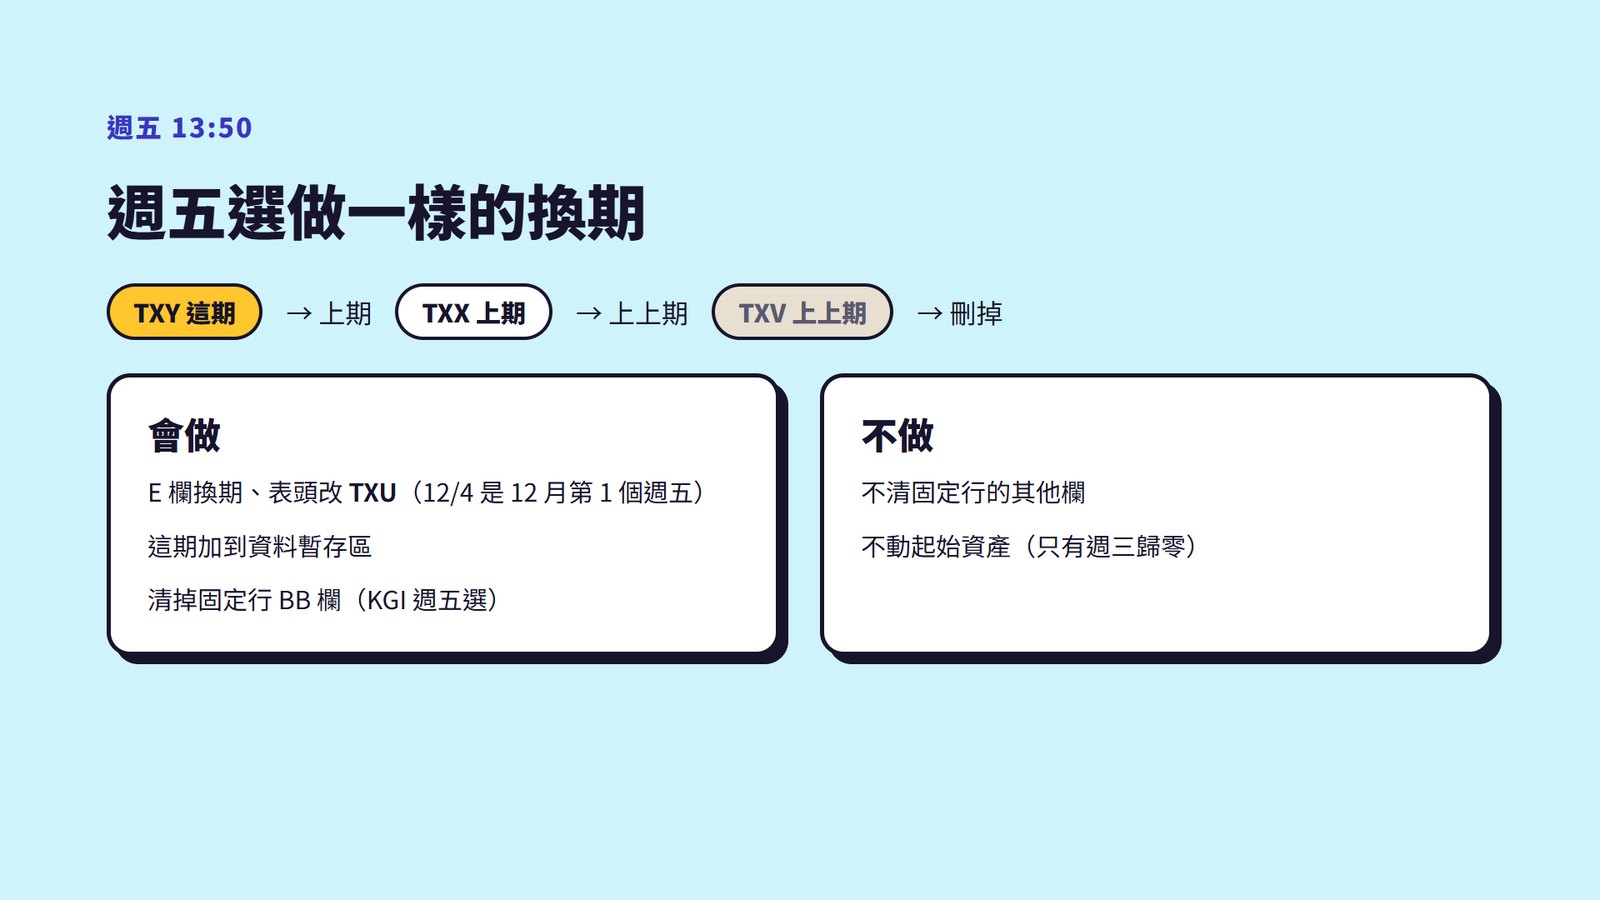 週五 13:50
週五選做一樣的換期
TXY 這期 → 上期 TXX 上期 → 上上期 TXV 上上期 → 刪掉
會做
E 欄換期、表頭改 TXU（12/4 是 12 月第 1 個週五）
這期加到資料暫存區
清掉固定行 BB 欄（KGI 週五選）
不做
不清固定行的其他欄
不動起始資產（只有週三歸零）